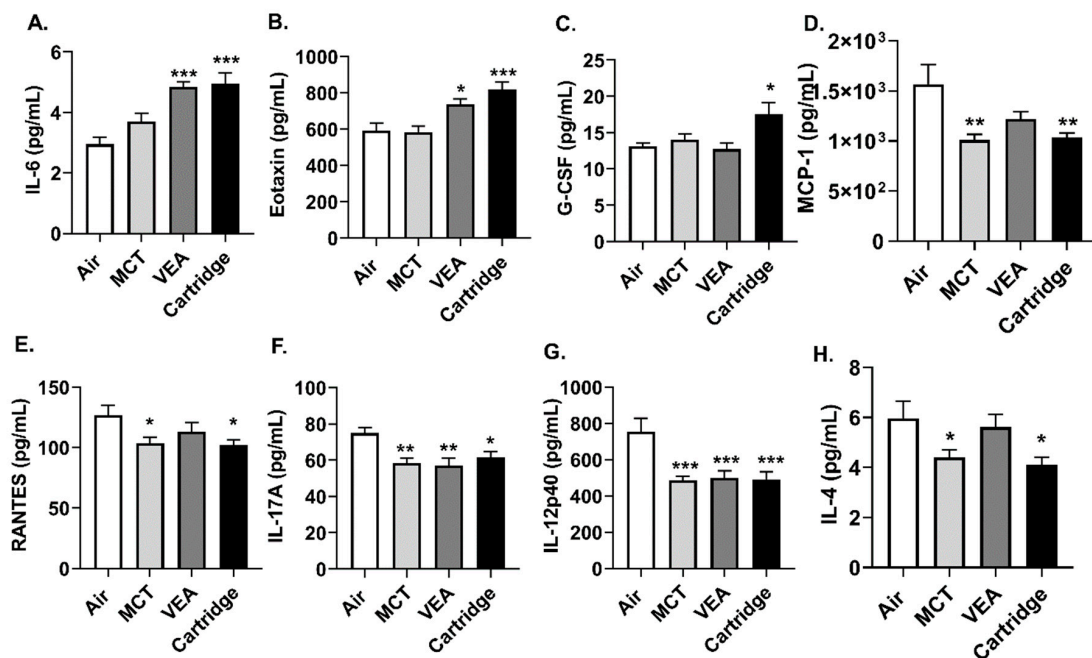 A.
IL-6 (pg/mL)
6
4
2
0
***
***
Air
MCT
VEA
Cartridge
B.
Eotaxin (pg/mL)
1000
800
600
400
200
0
*
***
Air
MCT
VEA
Cartridge
C.
G-CSF (pg/mL)
25
20
15
10
5
0
*
Air
MCT
VEA
Cartridge
D.
MCP-1 (pg/mL)
2×10³
1.5×10³
1×10³
5×10²
0
**
**
Air
MCT
VEA
Cartridge
E.
RANTES (pg/mL)
150
100
50
0
*
*
Air
MCT
VEA
Cartridge
F.
IL-17A (pg/mL)
100
80
60
40
20
0
**
**
*
Air
MCT
VEA
Cartridge
G.
IL-12p40 (pg/mL)
1000
800
600
400
200
0
***
***
***
Air
MCT
VEA
Cartridge
H.
IL-4 (pg/mL)
8
6
4
2
0
*
*
Air
MCT
VEA
Cartridge